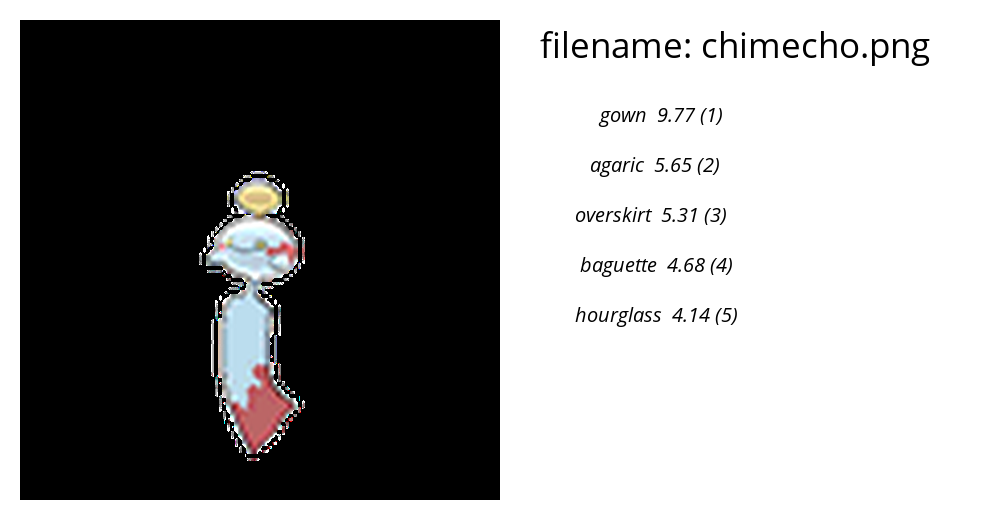 filename: chimecho.png
gown 9.77 (1)
agaric 5.65 (2)
overskirt 5.31 (3)
baguette 4.68 (4)
hourglass 4.14 (5)